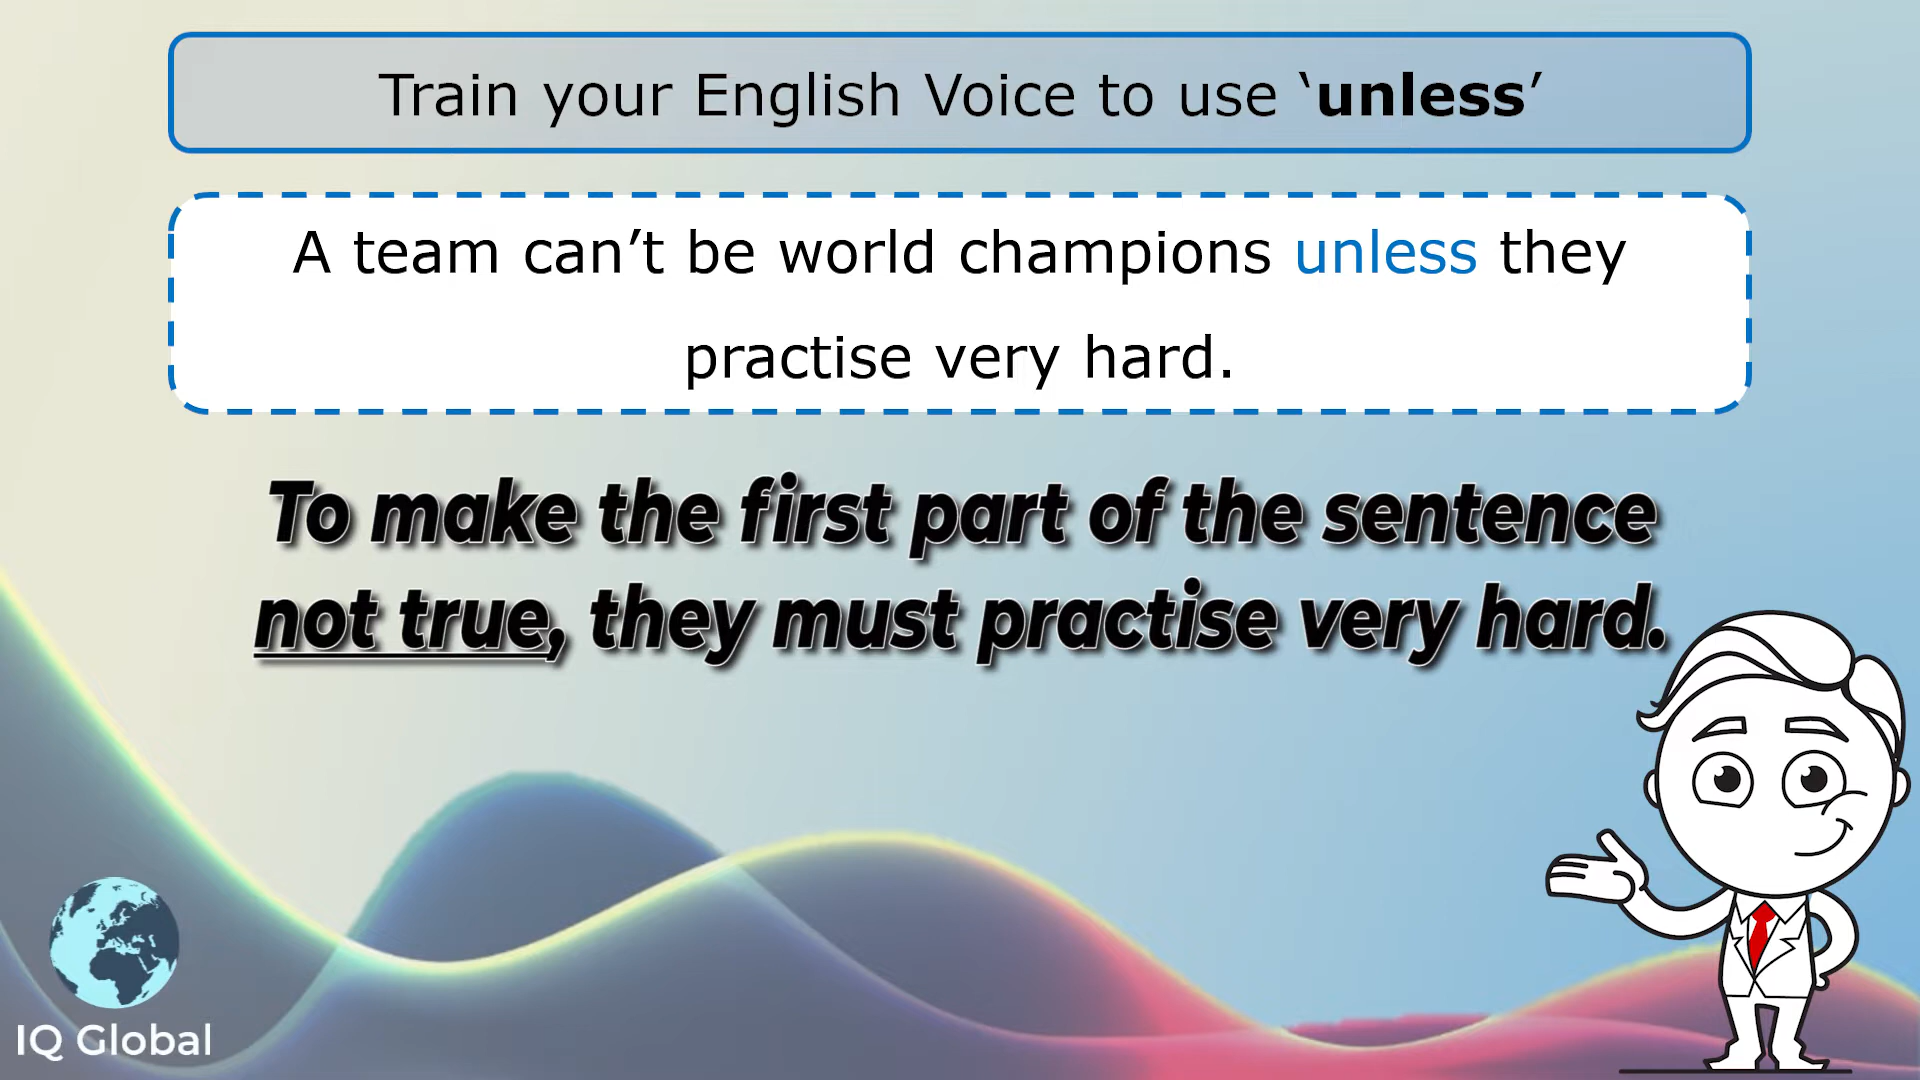 Train your English Voice to use ‘unless’
A team can’t be world champions unless they
practise very hard.
To make the first part of the sentence
not true, they must practise very hard.
IQ Global